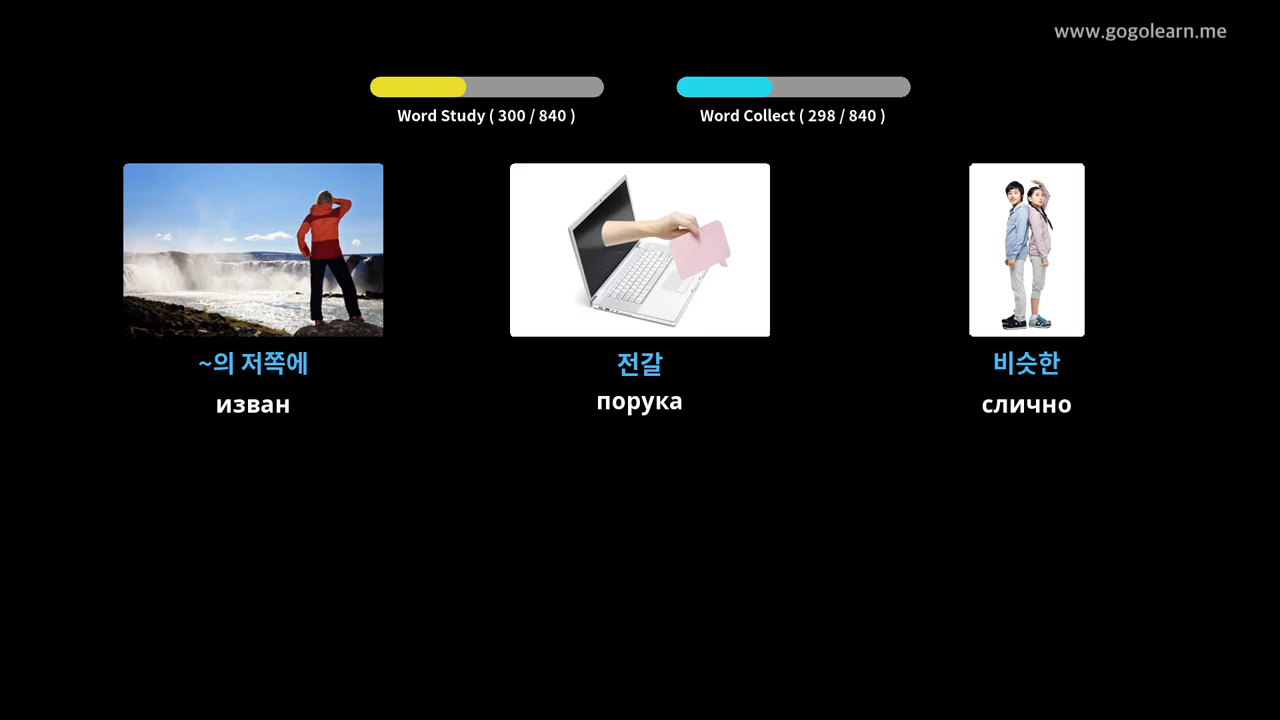 www.gogolearn.me
Word Study ( 300 / 840 )
Word Collect ( 298 / 840 )
~의 저쪽에
изван
전갈
порука
비슷한
слично